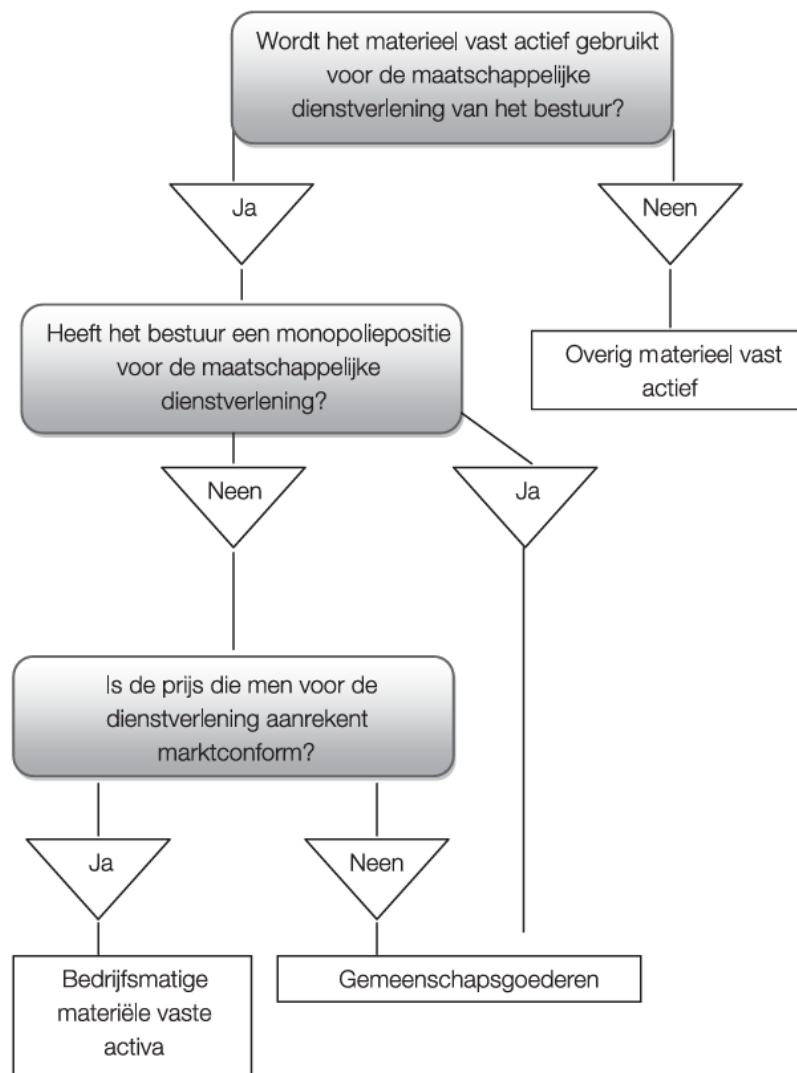 Wordt het materieel vast actief gebruikt
voor de maatschappelijke
dienstverlening van het bestuur?
Ja
Neen
Heeft het bestuur een monopoliepositie
voor de maatschappelijke
dienstverlening?
Overig materieel vast
actief
Neen
Ja
Is de prijs die men voor de
dienstverlening aanrekent
marktconform?
Ja
Neen
Bedrijfsmatige
materiële vaste
activa
Gemeenschapsgoederen